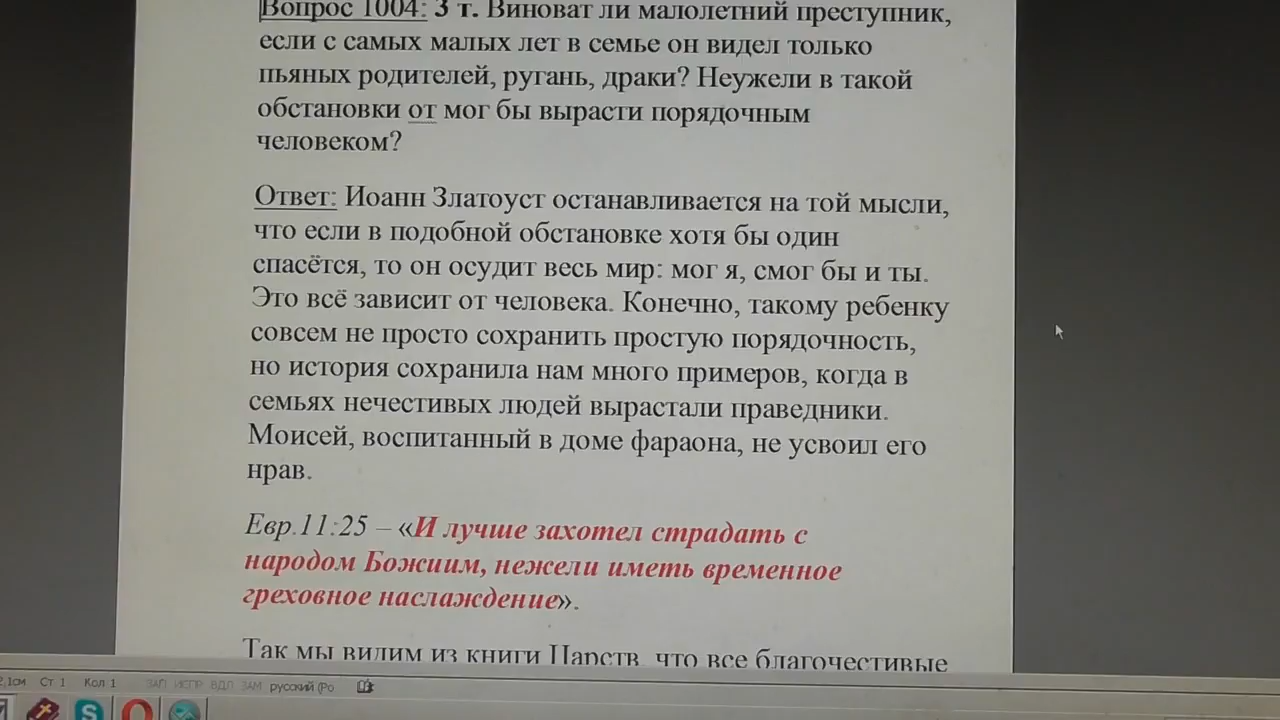 Вопрос 1004: 3 т. Виноват ли малолетний преступник,
если с самых малых лет в семье он видел только
пьяных родителей, ругань, драки? Неужели в такой
обстановки от мог бы вырасти порядочным
человеком?
Ответ: Иоанн Златоуст останавливается на той мысли,
что если в подобной обстановке хотя бы один
спасётся, то он осудит весь мир: мог я, смог бы и ты.
Это всё зависит от человека. Конечно, такому ребенку
совсем не просто сохранить простую порядочность,
но история сохранила нам много примеров, когда в
семьях нечестивых людей вырастали праведники.
Моисей, воспитанный в доме фараона, не усвоил его
нрав.
Евр.11:25 – «И лучше захотел страдать с
народом Божиим, нежели иметь временное
греховное наслаждение».
Так мы видим из книги Царств, что все благочестивые
2,1см Ст 1 Кол 1 ЗАП ИСПР ВДЛ ЗАМ русский (Ро